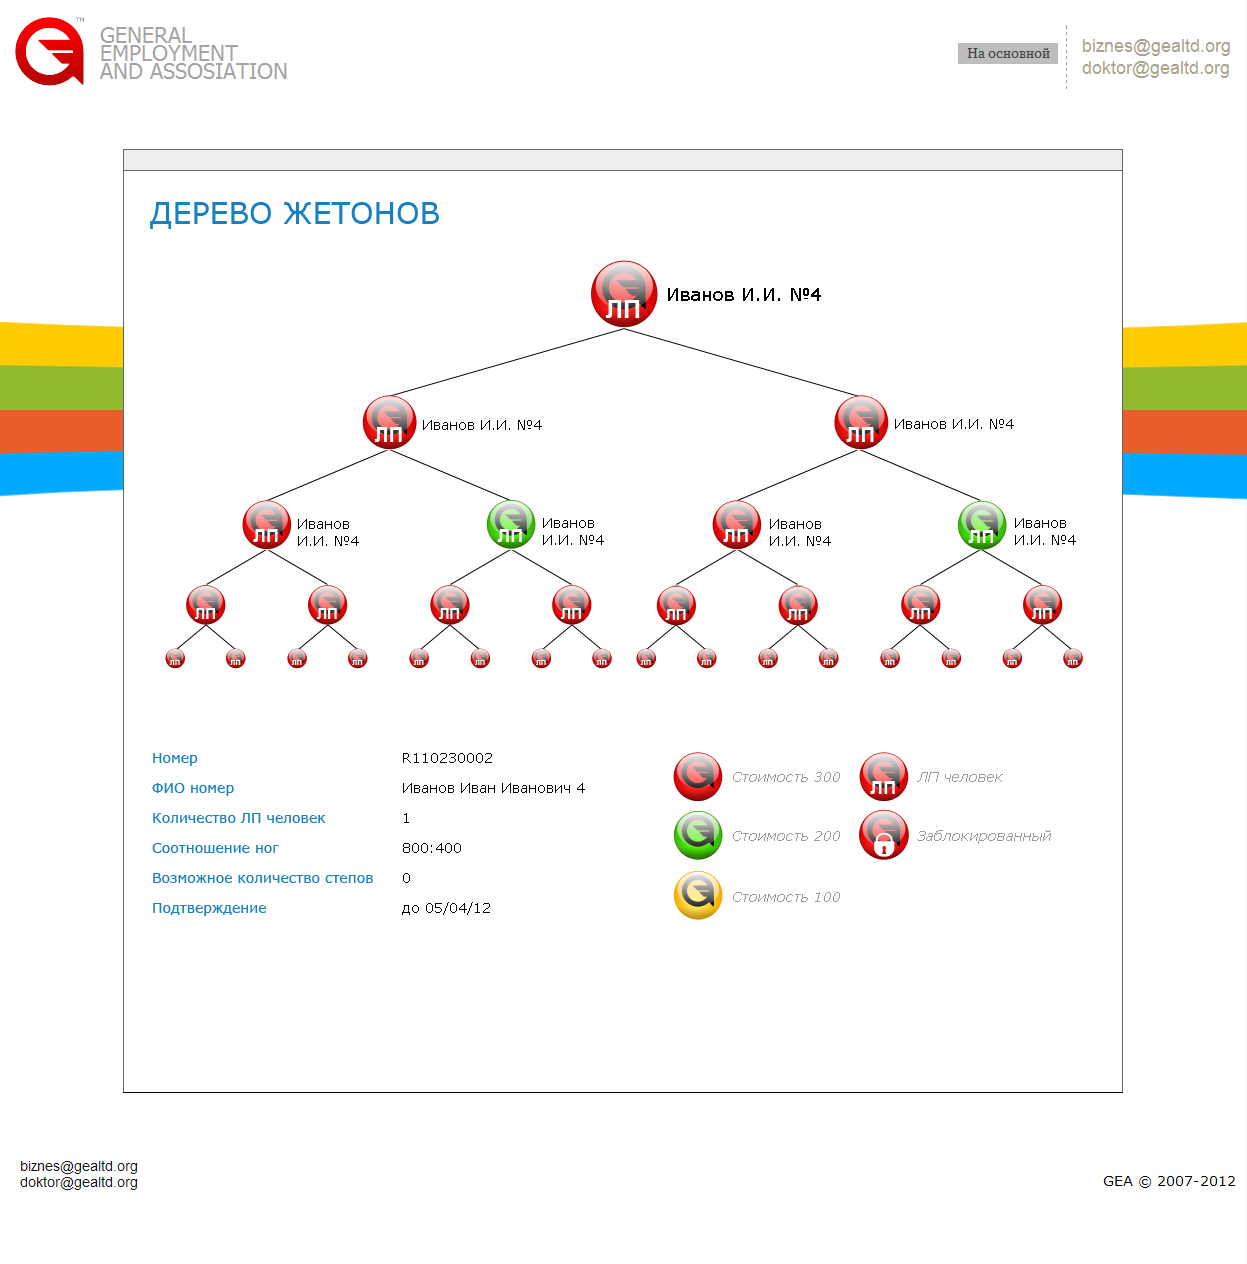 TM
GENERAL
EMPLOYMENT
AND ASSOSIATION
На основной
biznes@gealtd.org
doktor@gealtd.org
ДЕРЕВО ЖЕТОНОВ
ЛП
Иванов И.И. №4
ЛП
Иванов И.И. №4
ЛП
Иванов И.И. №4
ЛП
Иванов
И.И. №4
ЛП
Иванов
И.И. №4
ЛП
Иванов
И.И. №4
ЛП
Иванов
И.И. №4
ЛП ЛП ЛП ЛП ЛП ЛП ЛП ЛП
ЛП ЛП ЛП ЛП ЛП ЛП ЛП ЛП ЛП ЛП ЛП ЛП ЛП ЛП ЛП ЛП
Номер R110230002
ФИО номер Иванов Иван Иванович 4
Количество ЛП человек 1
Соотношение ног 800:400
Возможное количество степов 0
Подтверждение до 05/04/12
Стоимость 300
ЛП
ЛП человек
Стоимость 200
Заблокированный
Стоимость 100
biznes@gealtd.org
doktor@gealtd.org
GEA © 2007-2012